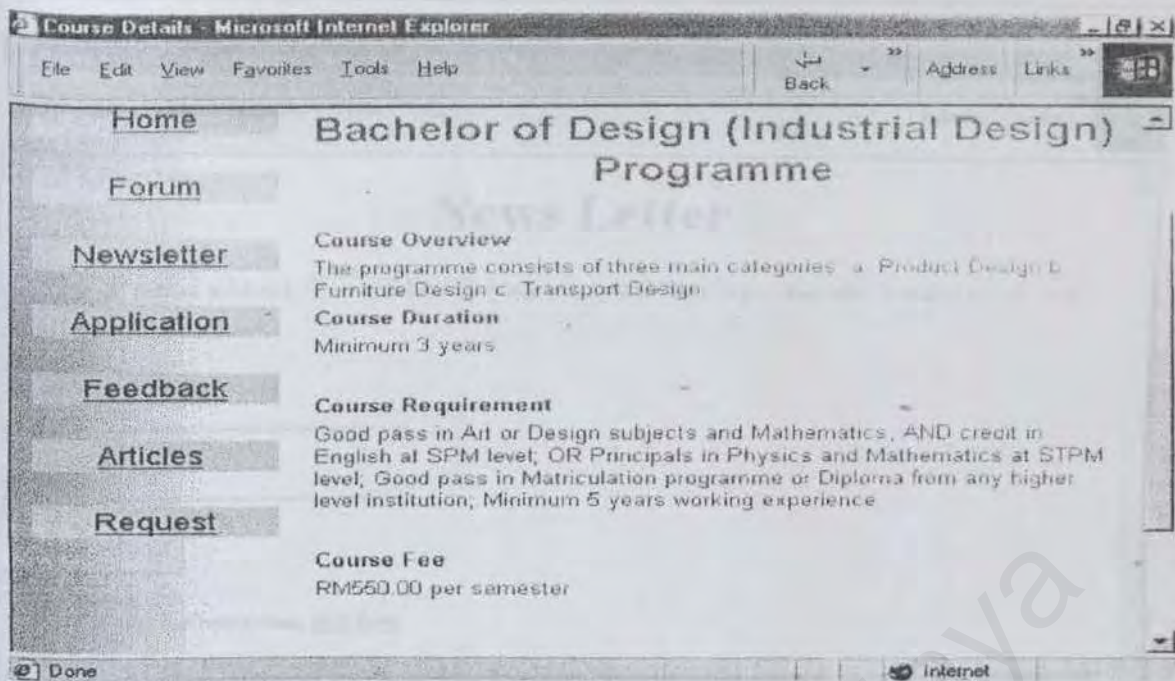 Course Details - Microsoft Internet Explorer
File Edit View Favorites Tools Help
Back
»
Address Links
»
Home
Forum
Newsletter
Application
Feedback
Articles
Request
Bachelor of Design (Industrial Design)
Programme
Course Overview
The programme consists of three main categories a. Product Design b.
Furniture Design c. Transport Design
Course Duration
Minimum 3 years
Course Requirement
Good pass in Art or Design subjects and Mathematics, AND credit in
English at SPM level; OR Principals in Physics and Mathematics at STPM
level; Good pass in Matriculation programme or Diploma from any higher
level institution; Minimum 5 years working experience
Course Fee
RM550.00 per semester
Done
Internet
News Letter